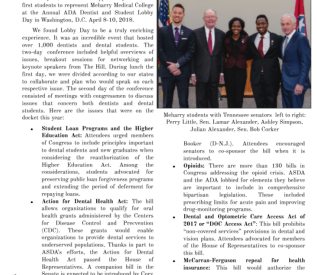 first students to represent Meharry Medical College
at the Annual ADA Dentist and Student Lobby
Day in Washington, D.C. April 8-10, 2018.
We found Lobby Day to be a truly enriching
experience. It was an incredible event that hosted
over 1,000 dentists and dental students. The
two-day conference included helpful overviews of
issues, breakout sessions for networking and
keynote speakers from The Hill. During lunch the
first day, we were divided according to our states
to collaborate and plan who would speak on each
respective issue. The second day of the conference
consisted of meetings with congressmen to discuss
issues that concern both dentists and dental
students. Here are the issues that were on the
docket this year:
• Student Loan Programs and the Higher
Education Act: Attendees urged members
of Congress to include principles important
to dental students and new graduates when
considering the reauthorization of the
Higher Education Act. Among the
considerations, students advocated for
preserving public loan forgiveness programs
and extending the period of deferment for
repaying loans.
• Action for Dental Health Act: The bill
allows organizations to qualify for oral
health grants administered by the Centers
for Disease Control and Prevention
(CDC). These grants would enable
organizations to provide dental services to
underserved populations. Thanks in part to
ASDA's efforts, the Action for Dental
Health Act passed the House of
Representatives. A companion bill in the
Senate is expected to be introduced by Cory
Meharry students with Tennessee senators left to right:
Perry Little, Sen. Lamar Alexander, Ashley Simpson,
Julian Alexander, Sen. Bob Corker
Booker (D-N.J.). Attendees encouraged
senators to co-sponsor the bill when it
is introduced.
• Opioids: There are more than 130 bills in
Congress addressing the opioid crisis. ASDA
and the ADA lobbied for elements they believe
are important to include in comprehensive
bipartisan legislation. These included
prescribing limits for acute pain and improving
drug-monitoring programs.
• Dental and Optometric Care Access Act of
2017 or "DOC Access Act": This bill prohibits
"non-covered services" provisions in dental and
vision plans. Attendees advocated for members
of the House of Representatives to co-sponsor
this bill.
• McCarran-Ferguson repeal for health
insurance: This bill would authorize the